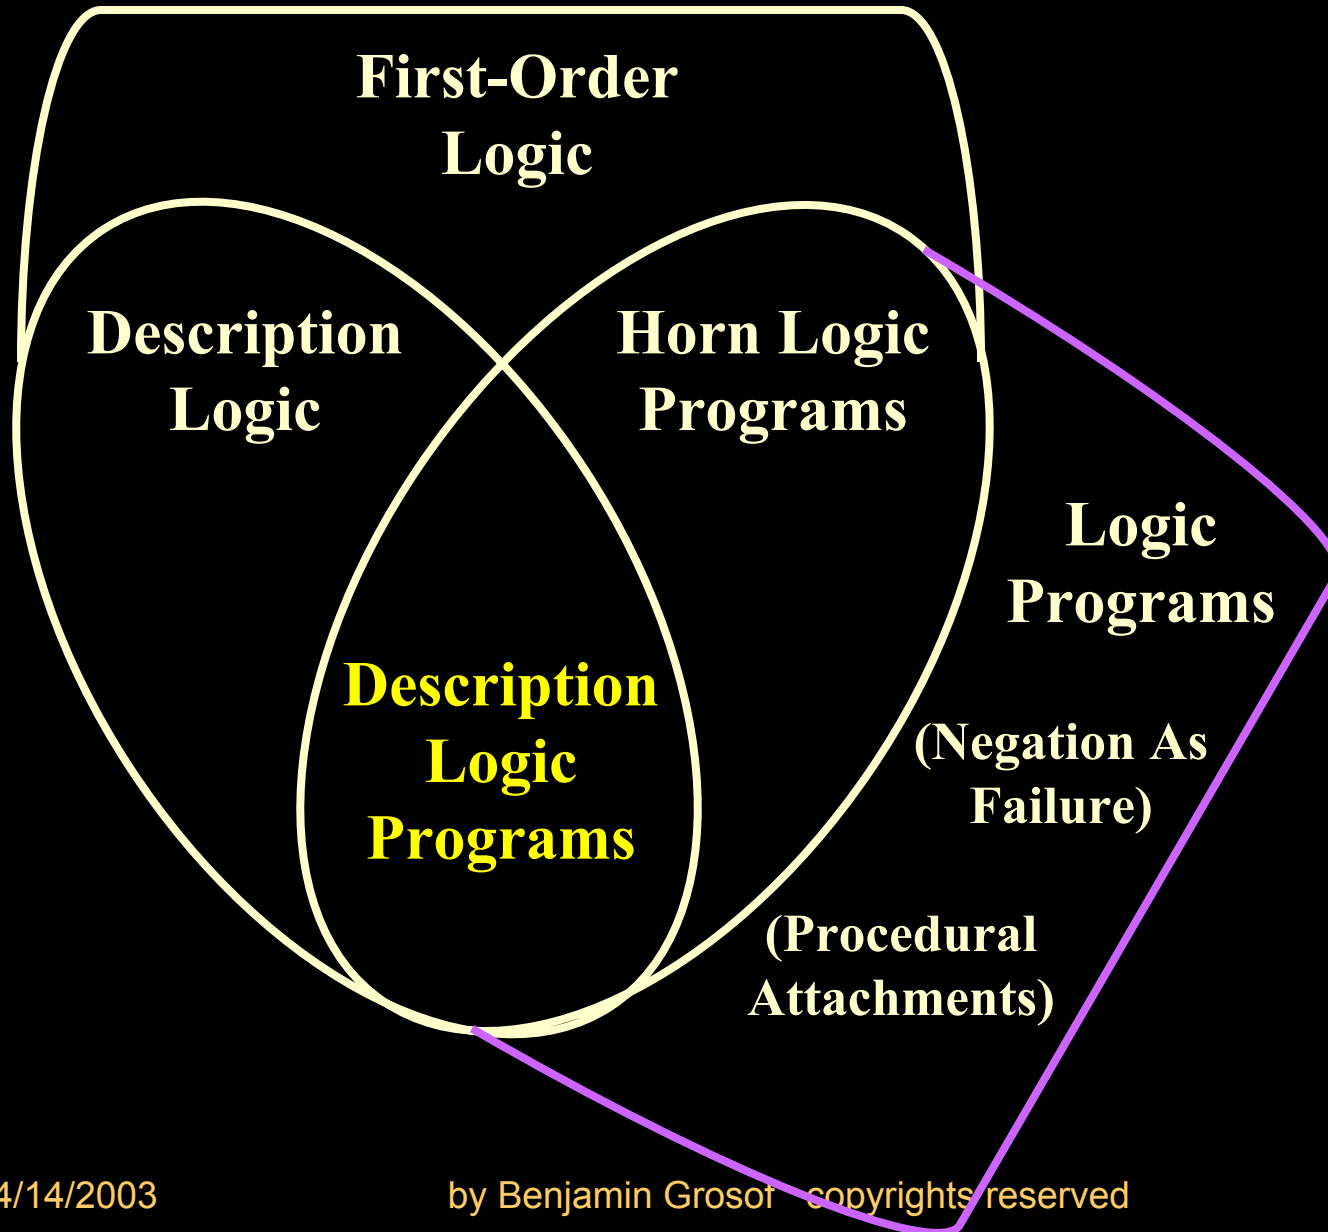 First-Order
Logic
Description
Logic
Horn Logic
Programs
Logic
Programs
Description
Logic
Programs
(Negation As
Failure)
(Procedural
Attachments)
4/14/2003
by Benjamin Grosof copyrights reserved